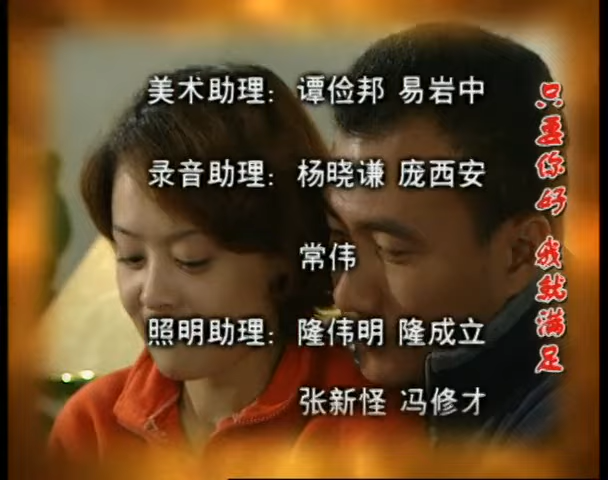 美术助理：谭俭邦 易岩中
录音助理：杨晓谦 庞西安
常伟
照明助理：隆伟明 隆成立
张新怪 冯修才
只要你好 我就满足